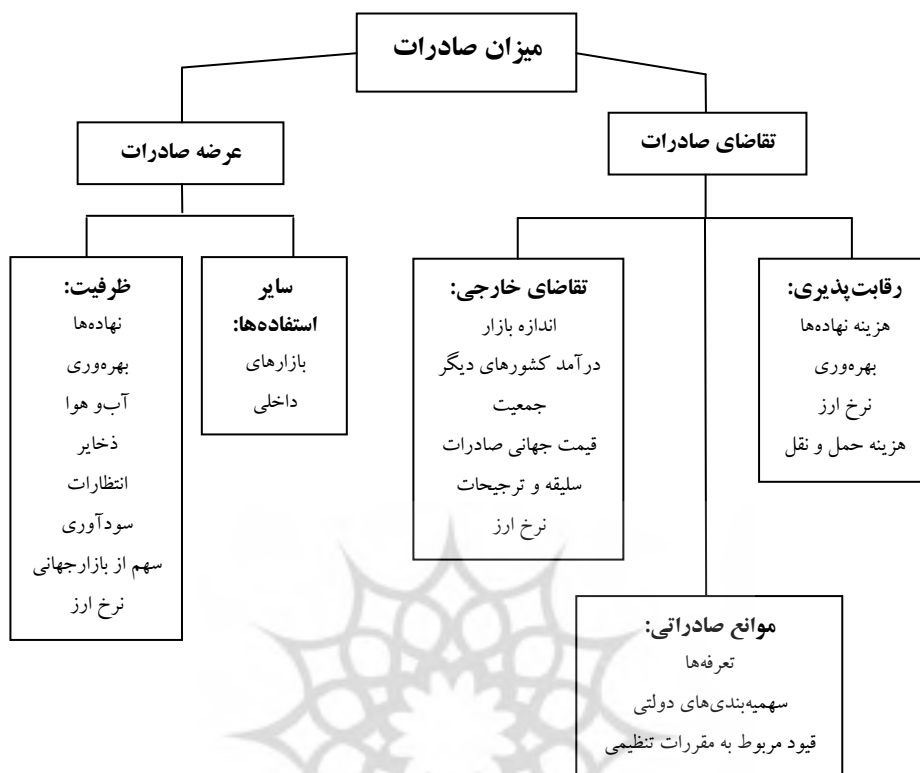 میزان صادرات
تقاضای صادرات
عرضه صادرات
رقابت‌پذیری:
هزینه نهاده‌ها
بهره‌وری
نرخ ارز
هزینه حمل و نقل
تقاضای خارجی:
اندازه بازار
درآمد کشورهای دیگر
جمعیت
قیمت جهانی صادرات
سلیقه و ترجیحات
نرخ ارز
موانع صادراتی:
تعرفه‌ها
سهمیه‌بندی‌های دولتی
قیود مربوط به مقررات تنظیمی
سایر
استفاده‌ها:
بازارهای
داخلی
ظرفیت:
نهاده‌ها
بهره‌وری
آب‌و هوا
ذخایر
انتظارات
سودآوری
سهم از بازارجهانی
نرخ ارز